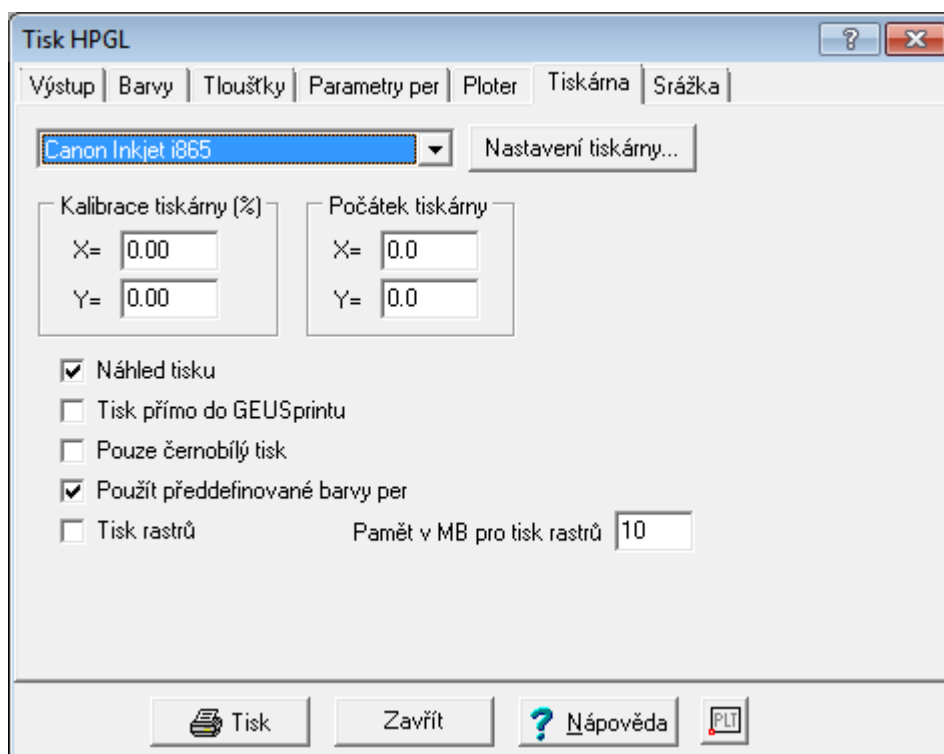 Tisk HPGL
Výstup Barvy Tloušťky Parametry per Ploter Tiskárna Srážka
Canon Inkjet i865 Nastavení tiskárny...
Kalibrace tiskárny (%) Počátek tiskárny
X= 0.00 X= 0.0
Y= 0.00 Y= 0.0
Náhled tisku
Tisk přímo do GEUSprintu
Pouze černobílý tisk
Použít předdefinované barvy per
Tisk rastrů Pamět v MB pro tisk rastrů 10
Tisk Zavřít ? Nápověda PLT